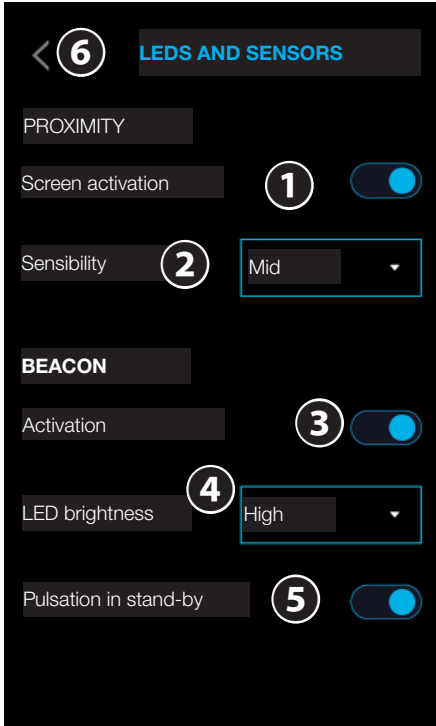 6 LEDS AND SENSORS
PROXIMITY
Screen activation 1
Sensibility 2 Mid
BEACON
Activation 3
4
LED brightness High
Pulsation in stand-by 5